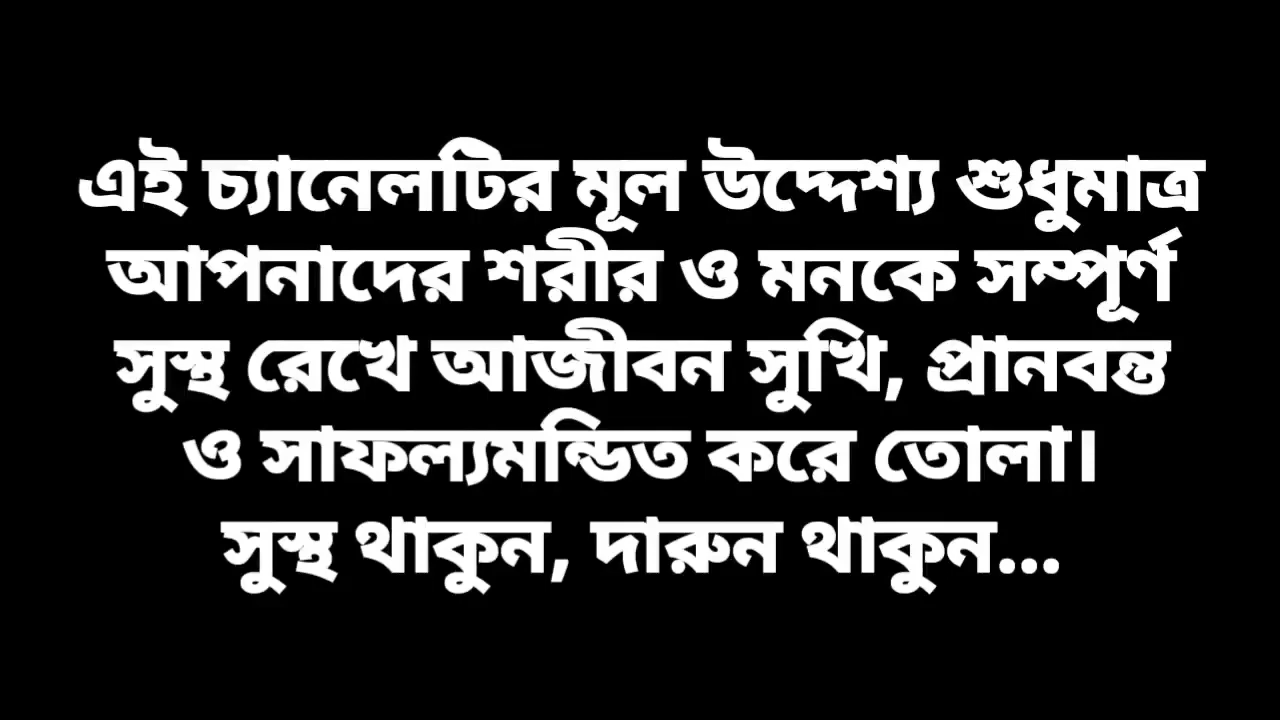 এই চ্যানেলটির মূল উদ্দেশ্য শুধুমাত্র
আপনাদের শরীর ও মনকে সম্পূর্ণ
সুস্থ রেখে আজীবন সুখি, প্রানবন্ত
ও সাফল্যমন্ডিত করে তোলা।
সুস্থ থাকুন, দারুন থাকুন...